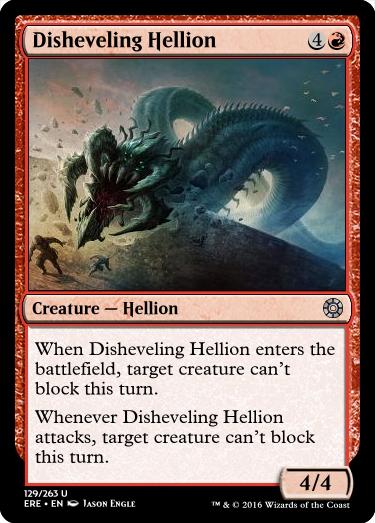 Disheveling Hellion 4
Creature — Hellion
When Disheveling Hellion enters the
battlefield, target creature can't
block this turn.
Whenever Disheveling Hellion
attacks, target creature can't block
this turn.
4/4
129/263 U
ERE • EN Jason Engle
™ & © 2016 Wizards of the Coast